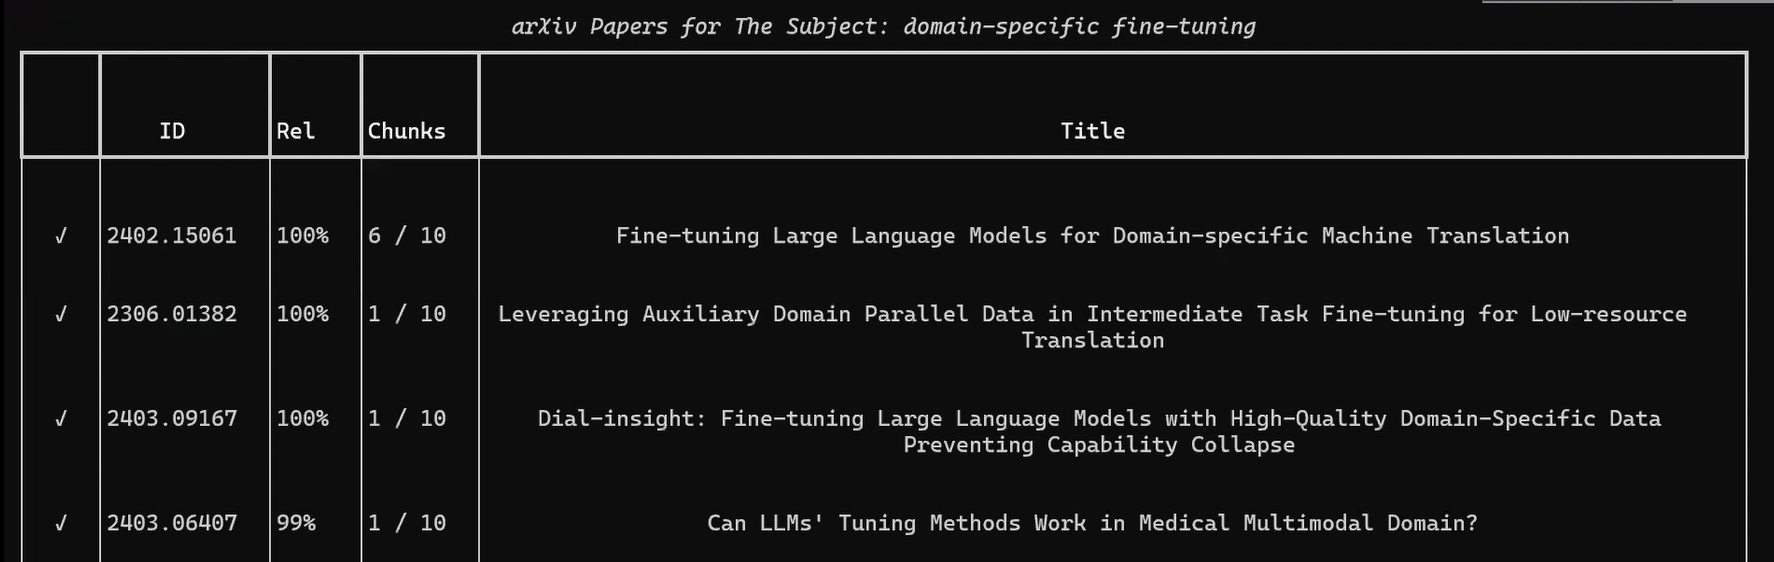 arXiv Papers for The Subject: domain-specific fine-tuning
ID Rel Chunks Title
✓ 2402.15061 100% 6 / 10 Fine-tuning Large Language Models for Domain-specific Machine Translation
✓ 2306.01382 100% 1 / 10 Leveraging Auxiliary Domain Parallel Data in Intermediate Task Fine-tuning for Low-resource
Translation
✓ 2403.09167 100% 1 / 10 Dial-insight: Fine-tuning Large Language Models with High-Quality Domain-Specific Data
Preventing Capability Collapse
✓ 2403.06407 99% 1 / 10 Can LLMs' Tuning Methods Work in Medical Multimodal Domain?